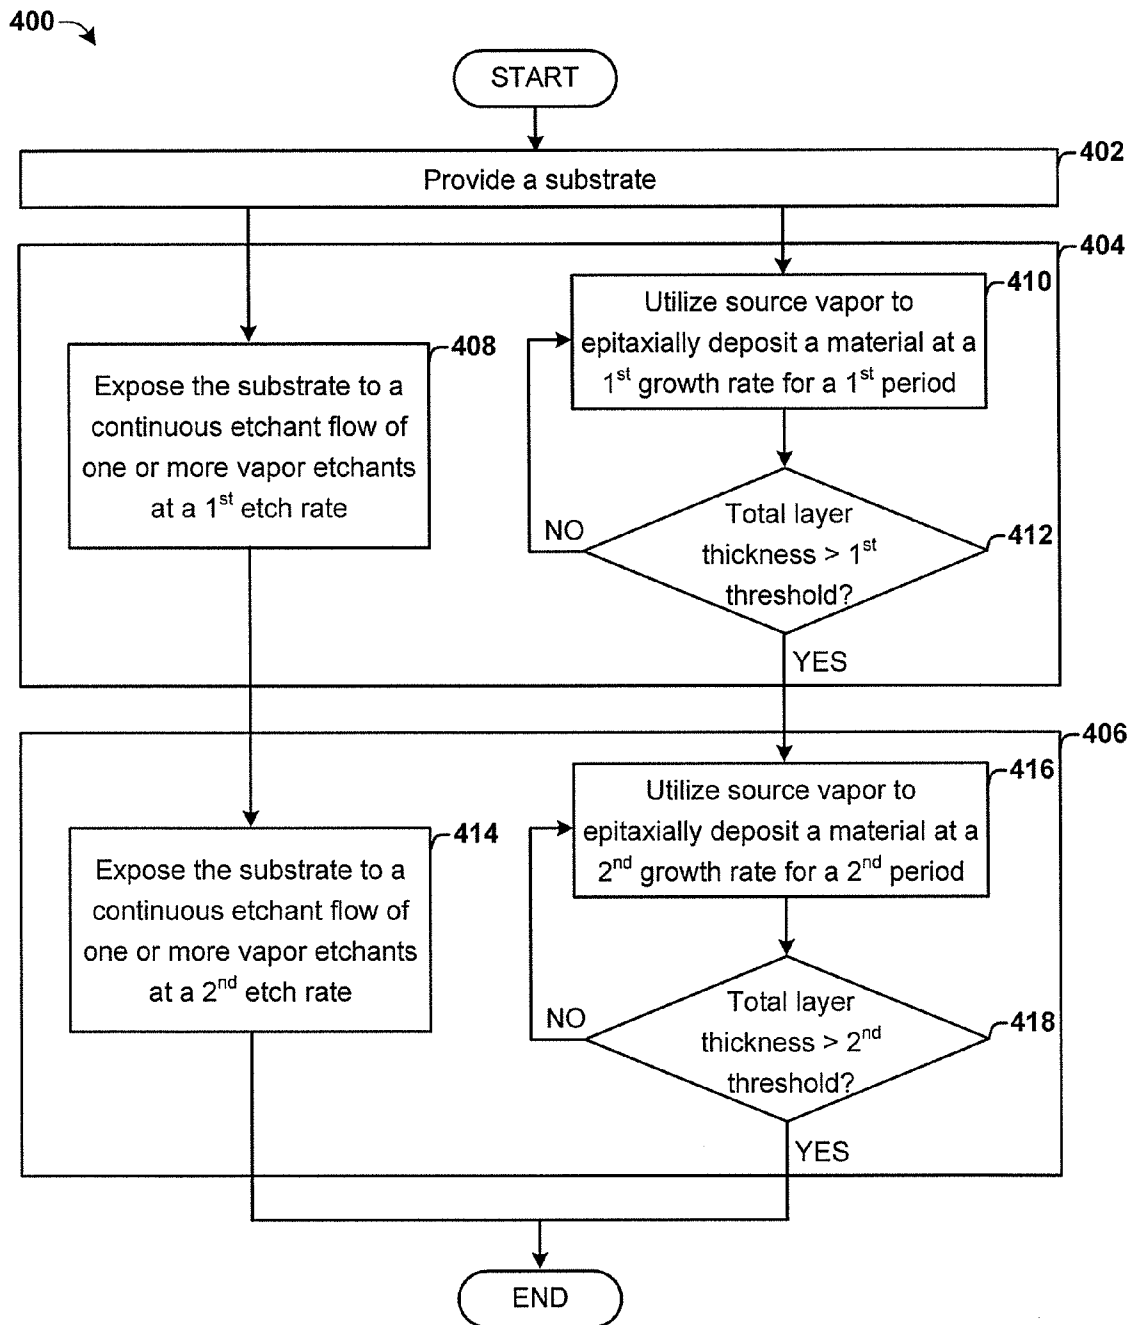 400
START
402
Provide a substrate
404
410
Utilize source vapor to
epitaxially deposit a material at a
1st growth rate for a 1st period
408
Expose the substrate to a
continuous etchant flow of
one or more vapor etchants
at a 1st etch rate
NO
Total layer
thickness > 1st
threshold?
412
YES
406
416
Utilize source vapor to
epitaxially deposit a material at a
2nd growth rate for a 2nd period
414
Expose the substrate to a
continuous etchant flow of
one or more vapor etchants
at a 2nd etch rate
NO
Total layer
thickness > 2nd
threshold?
418
YES
END